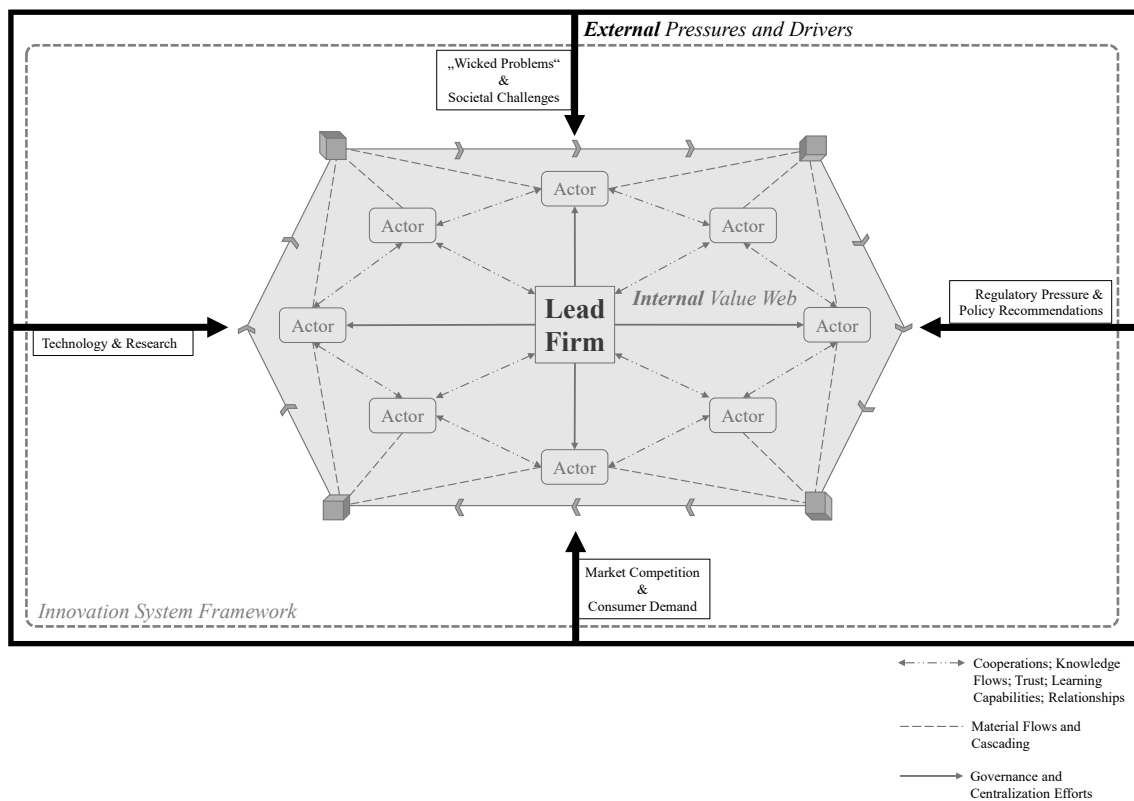 External Pressures and Drivers
„Wicked Problems“
&
Societal Challenges
Actor
Actor
Actor
Internal Value Web
Lead
Firm
Actor
Actor
Technology & Research
Regulatory Pressure &
Policy Recommendations
Actor
Actor
Actor
Market Competition
&
Consumer Demand
Innovation System Framework
Cooperations; Knowledge
Flows; Trust; Learning
Capabilities; Relationships
Material Flows and
Cascading
Governance and
Centralization Efforts